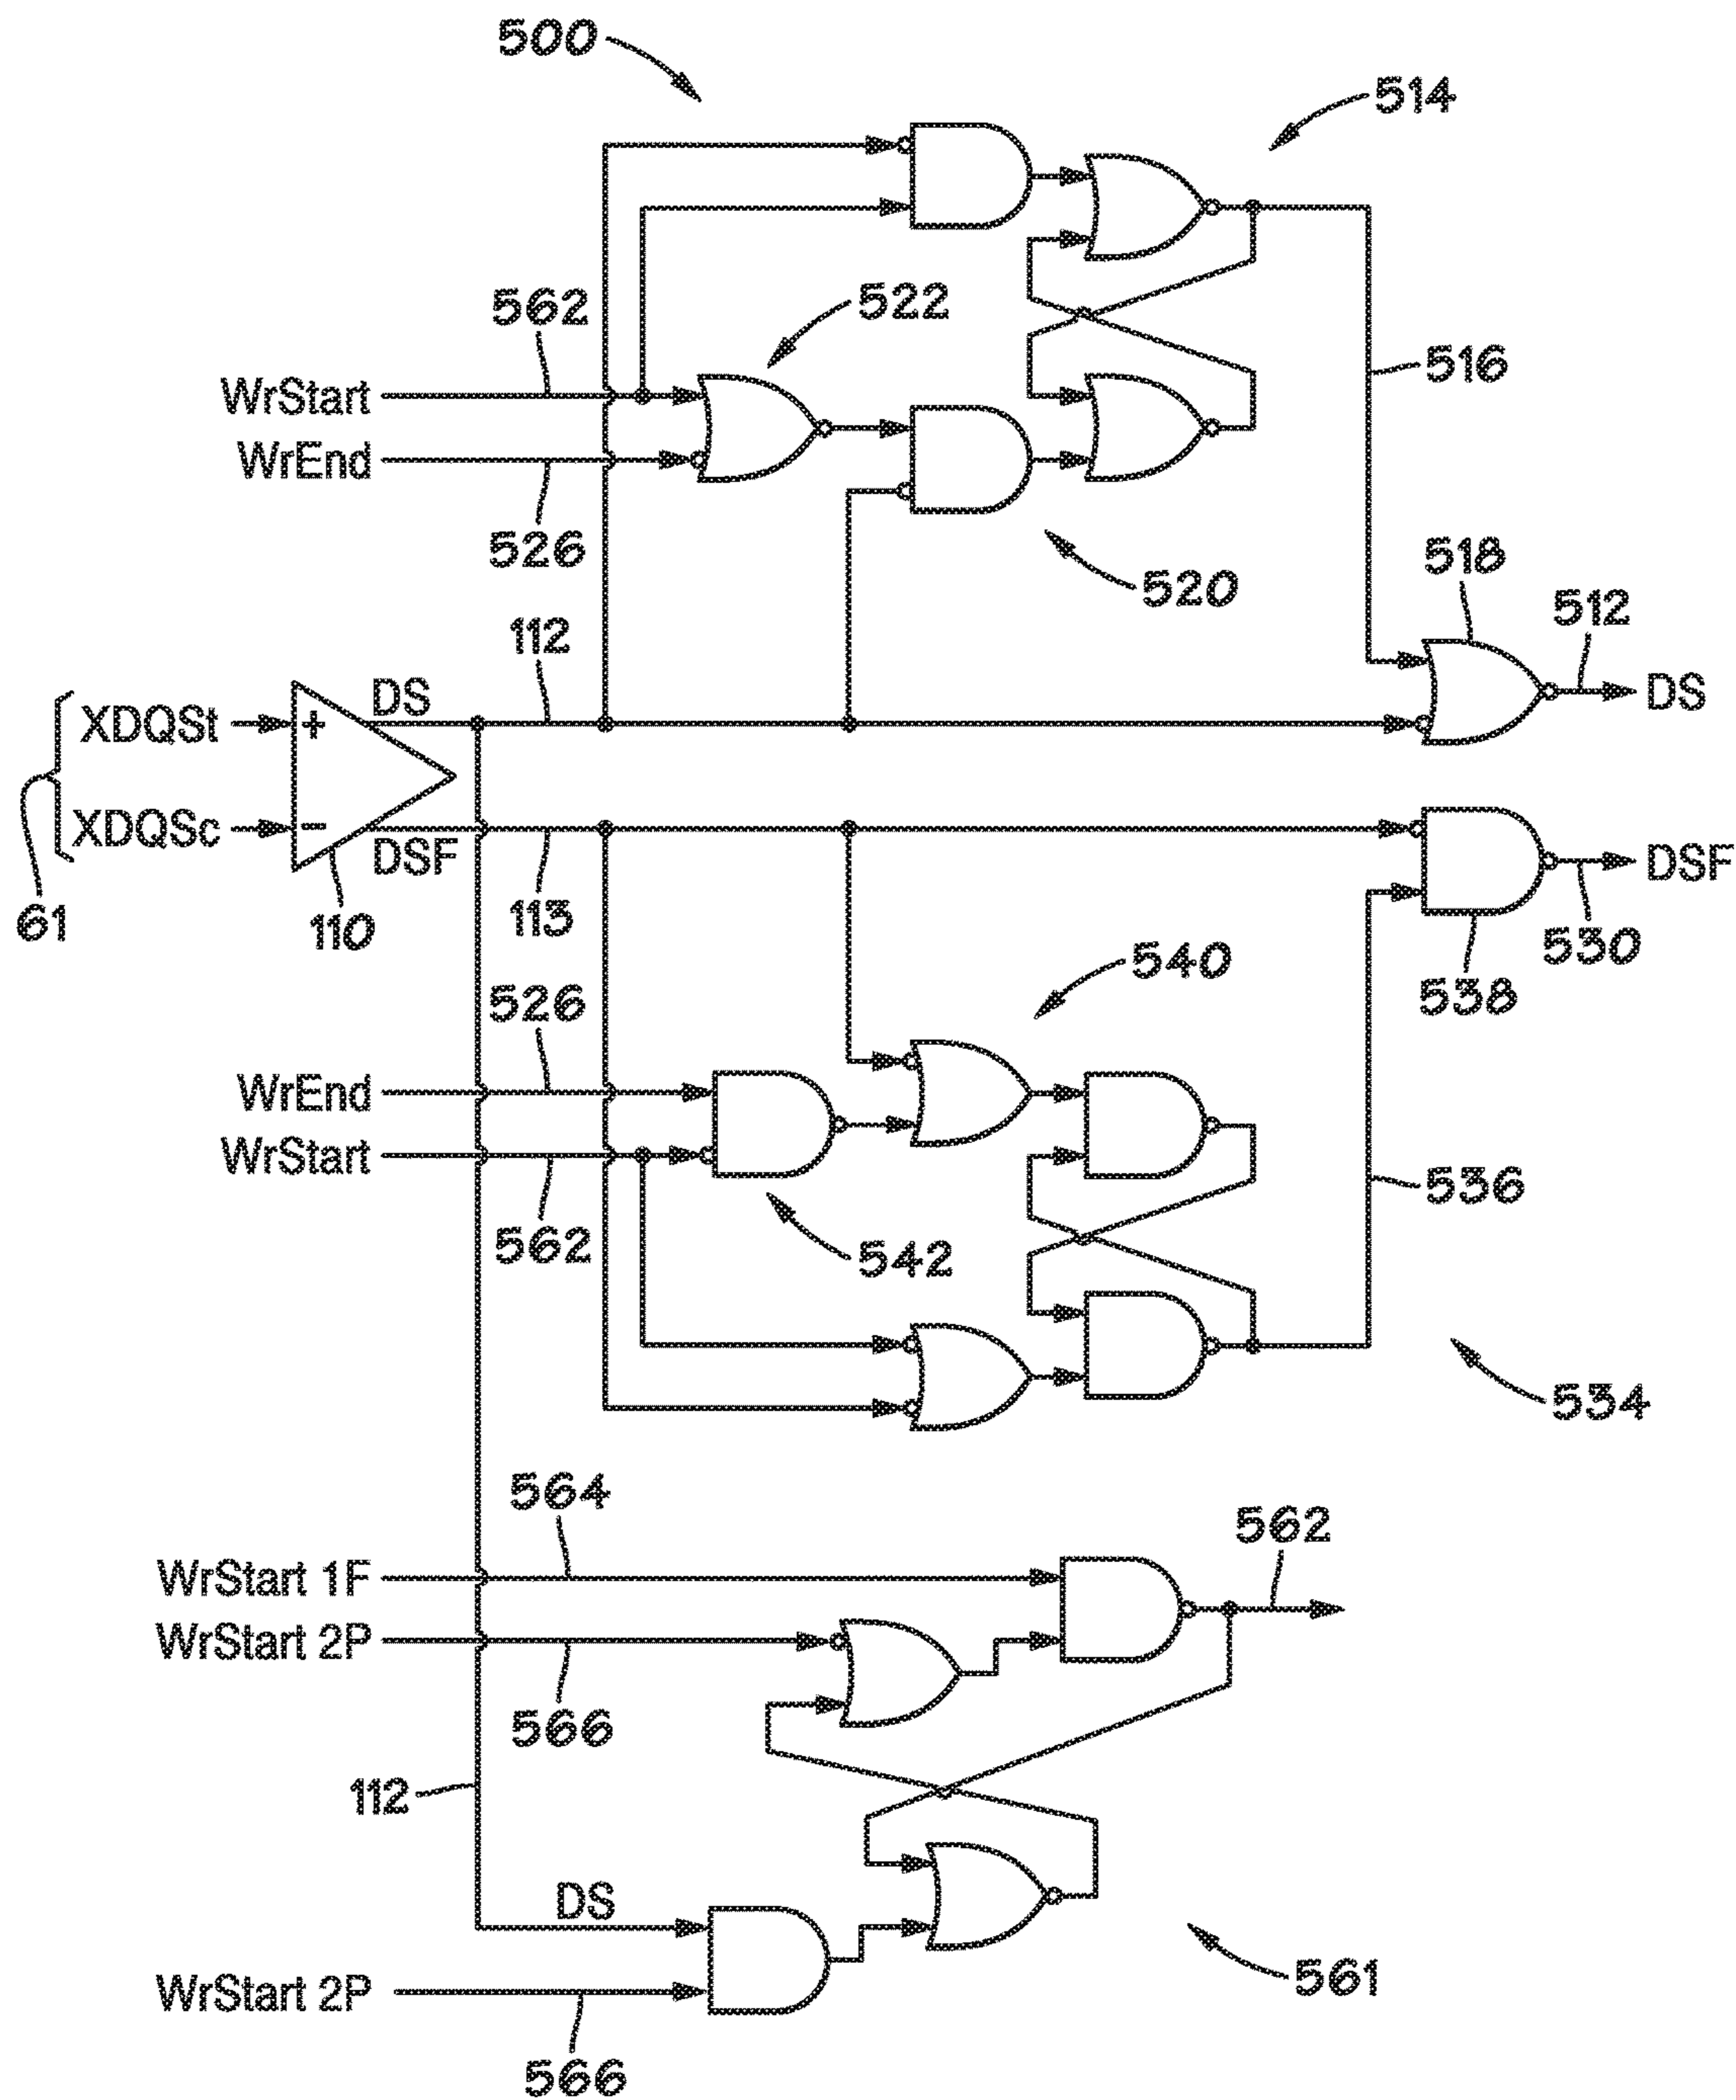 500
514
562
522
WrStart
516
WrEnd
526
520
518
512
112
DS
XDQSt
DS
61
XDQSc
DSF
DSF
110
113
530
540
538
526
WrEnd
WrStart
536
562
542
534
564
562
WrStart 1F
WrStart 2P
566
112
DS
561
WrStart 2P
566
+
−